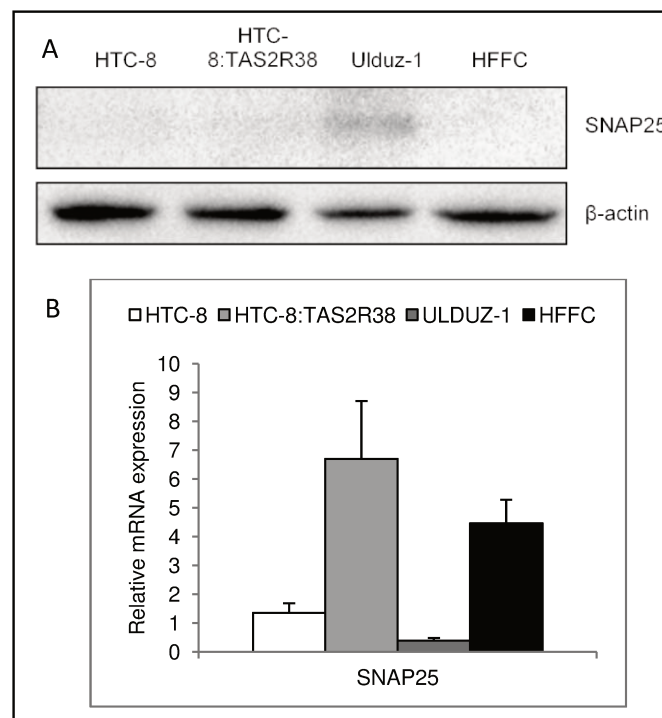 A
HTC-8
HTC-
8:TAS2R38
Ulduz-1
HFFC
SNAP25
β-actin
B
HTC-8 HTC-8:TAS2R38 ULDUZ-1 HFFC
Relative mRNA expression
10
9
8
7
6
5
4
3
2
1
0
SNAP25